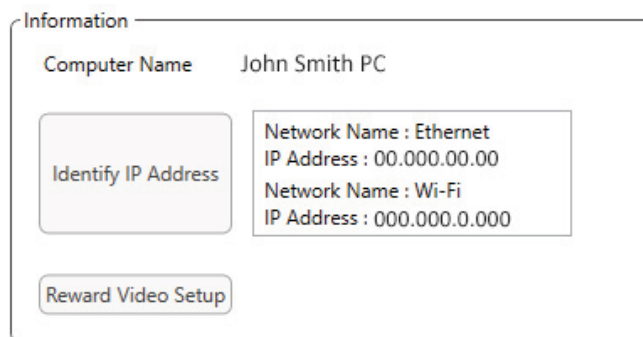 Information
Computer Name John Smith PC
Identify IP Address
Network Name : Ethernet
IP Address : 00.000.00.00
Network Name : Wi-Fi
IP Address : 000.000.0.000
Reward Video Setup